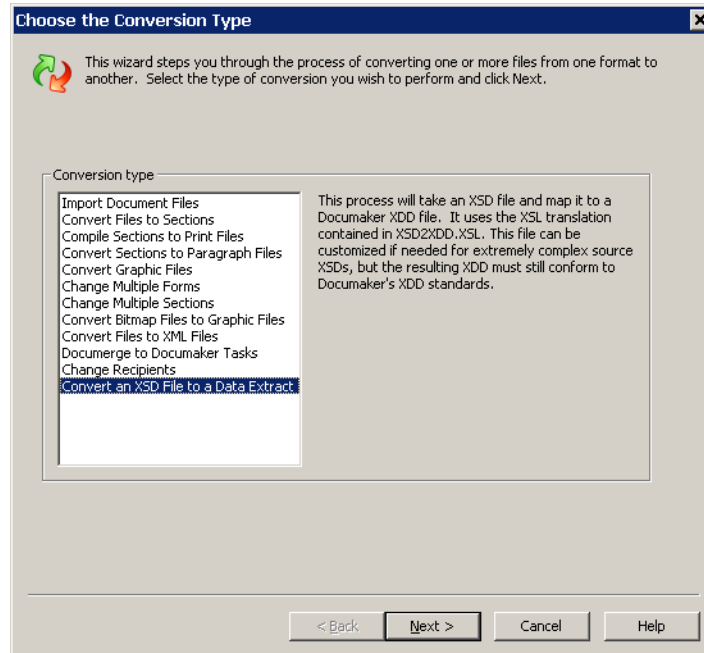 Choose the Conversion Type
This wizard steps you through the process of converting one or more files from one format to
another. Select the type of conversion you wish to perform and click Next.
Conversion type
Import Document Files
Convert Files to Sections
Compile Sections to Print Files
Convert Sections to Paragraph Files
Convert Graphic Files
Change Multiple Forms
Change Multiple Sections
Convert Bitmap Files to Graphic Files
Convert Files to XML Files
Documerge to Documaker Tasks
Change Recipients
Convert an XSD File to a Data Extract
This process will take an XSD file and map it to a
Documaker XDD file. It uses the XSL translation
contained in XSD2XDD.XSL. This file can be
customized if needed for extremely complex source
XSDs, but the resulting XDD must still conform to
Documaker's XDD standards.
< Back
Next >
Cancel
Help